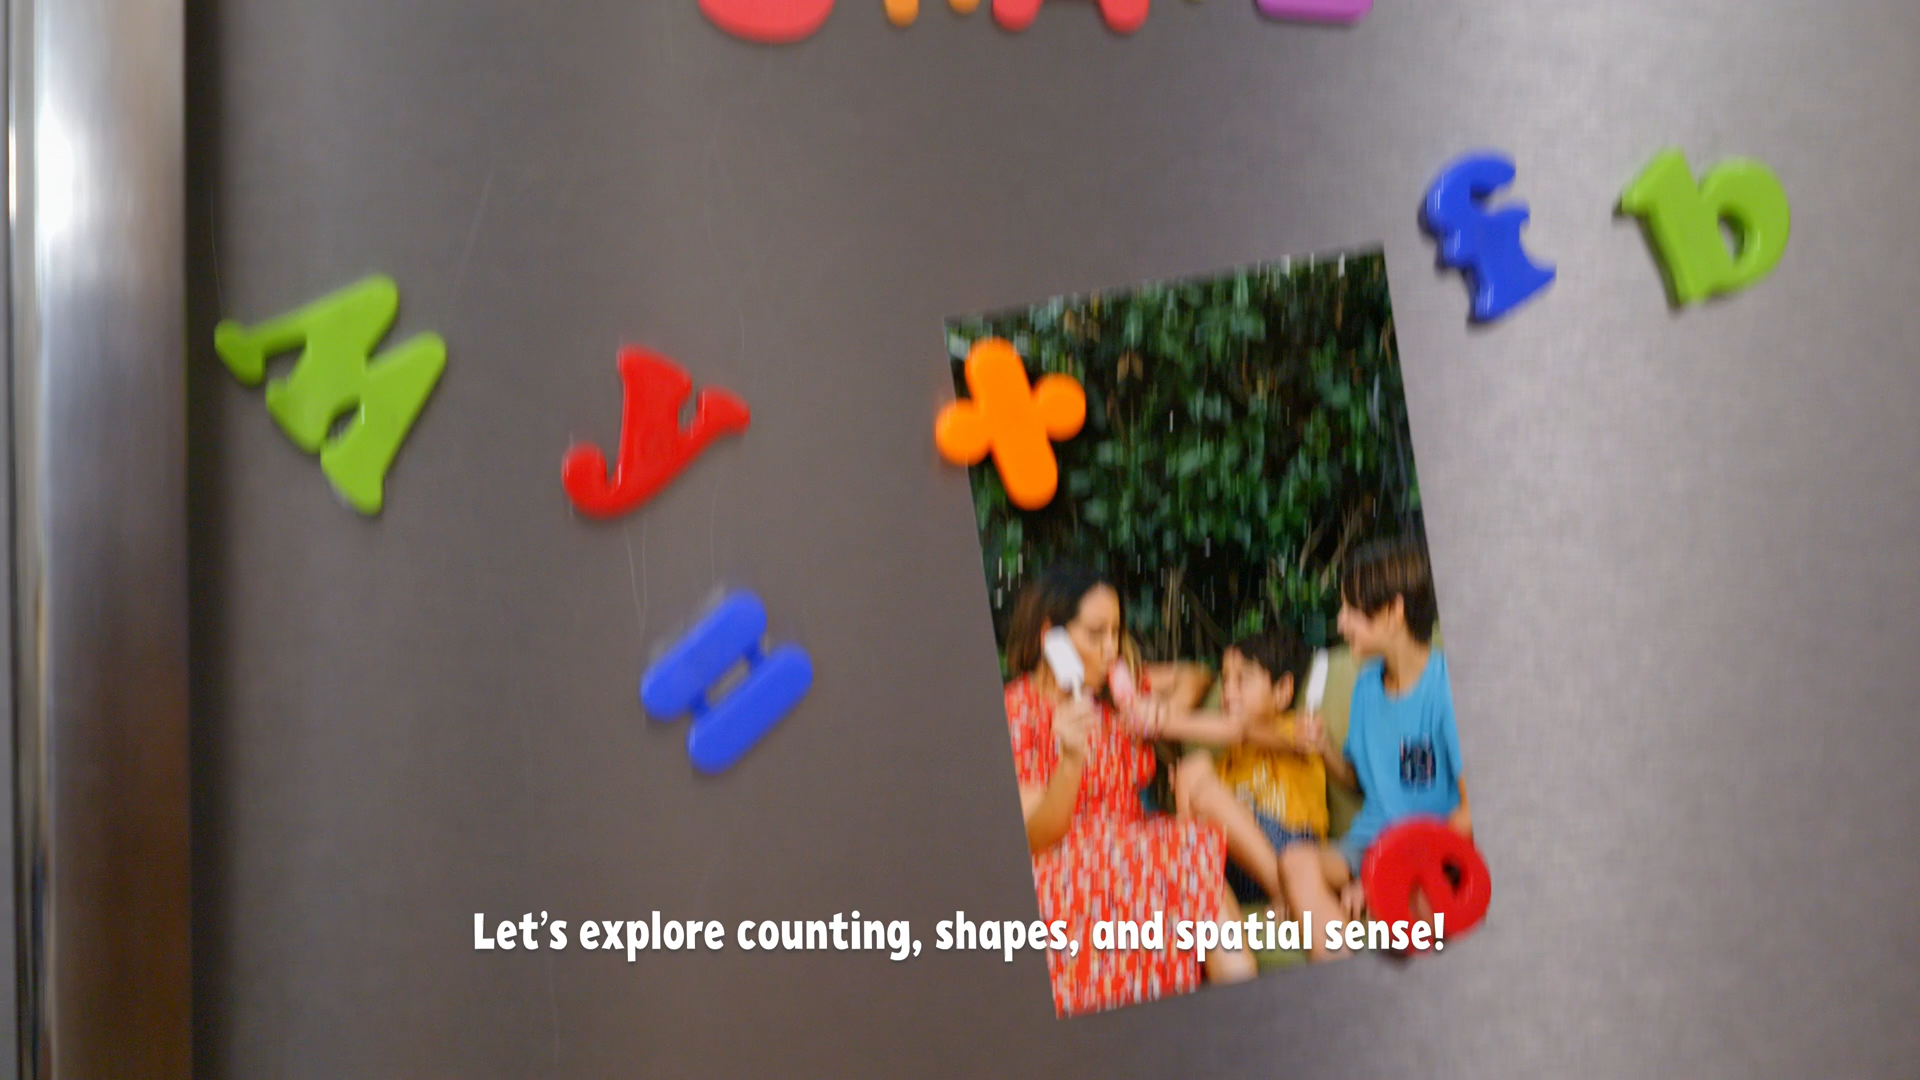 f b
M y +
=
e
Let's explore counting, shapes, and spatial sense!